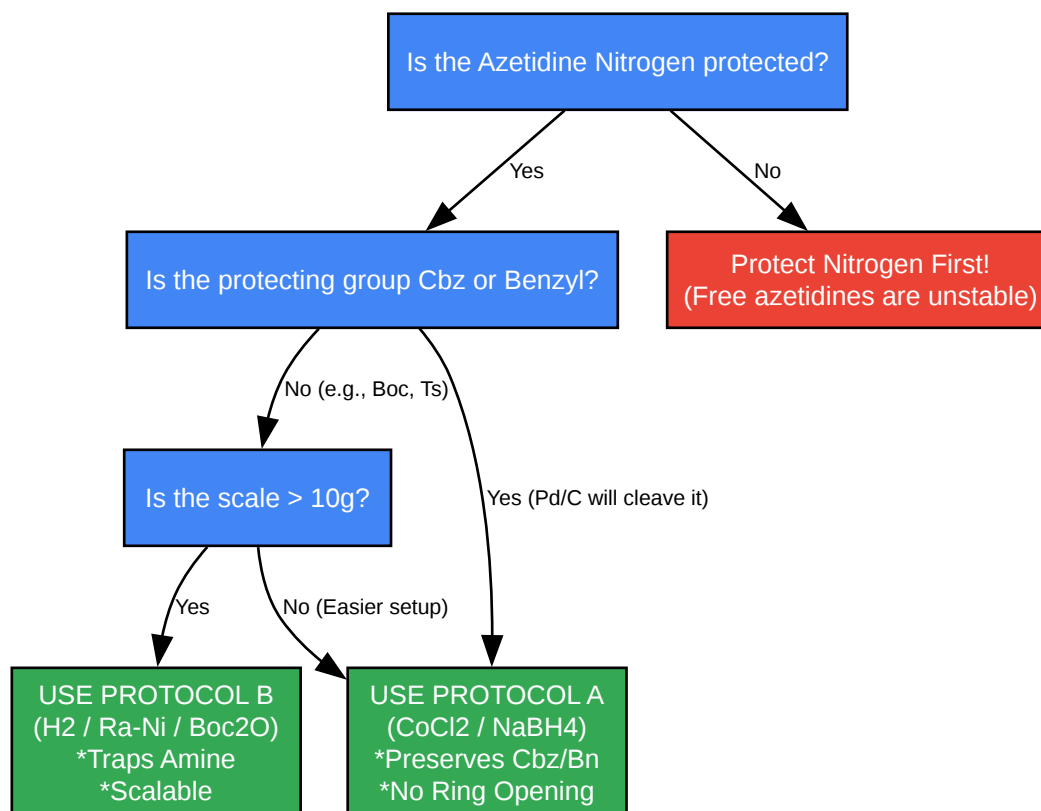 Is the Azetidine Nitrogen protected?
Yes
No
Is the protecting group Cbz or Benzyl?
Protect Nitrogen First!
(Free azetidines are unstable)
No (e.g., Boc, Ts)
Is the scale > 10g?
Yes (Pd/C will cleave it)
Yes
No (Easier setup)
USE PROTOCOL B
(H2 / Ra-Ni / Boc2O)
*Traps Amine
*Scalable
USE PROTOCOL A
(CoCl2 / NaBH4)
*Preserves Cbz/Bn
*No Ring Opening